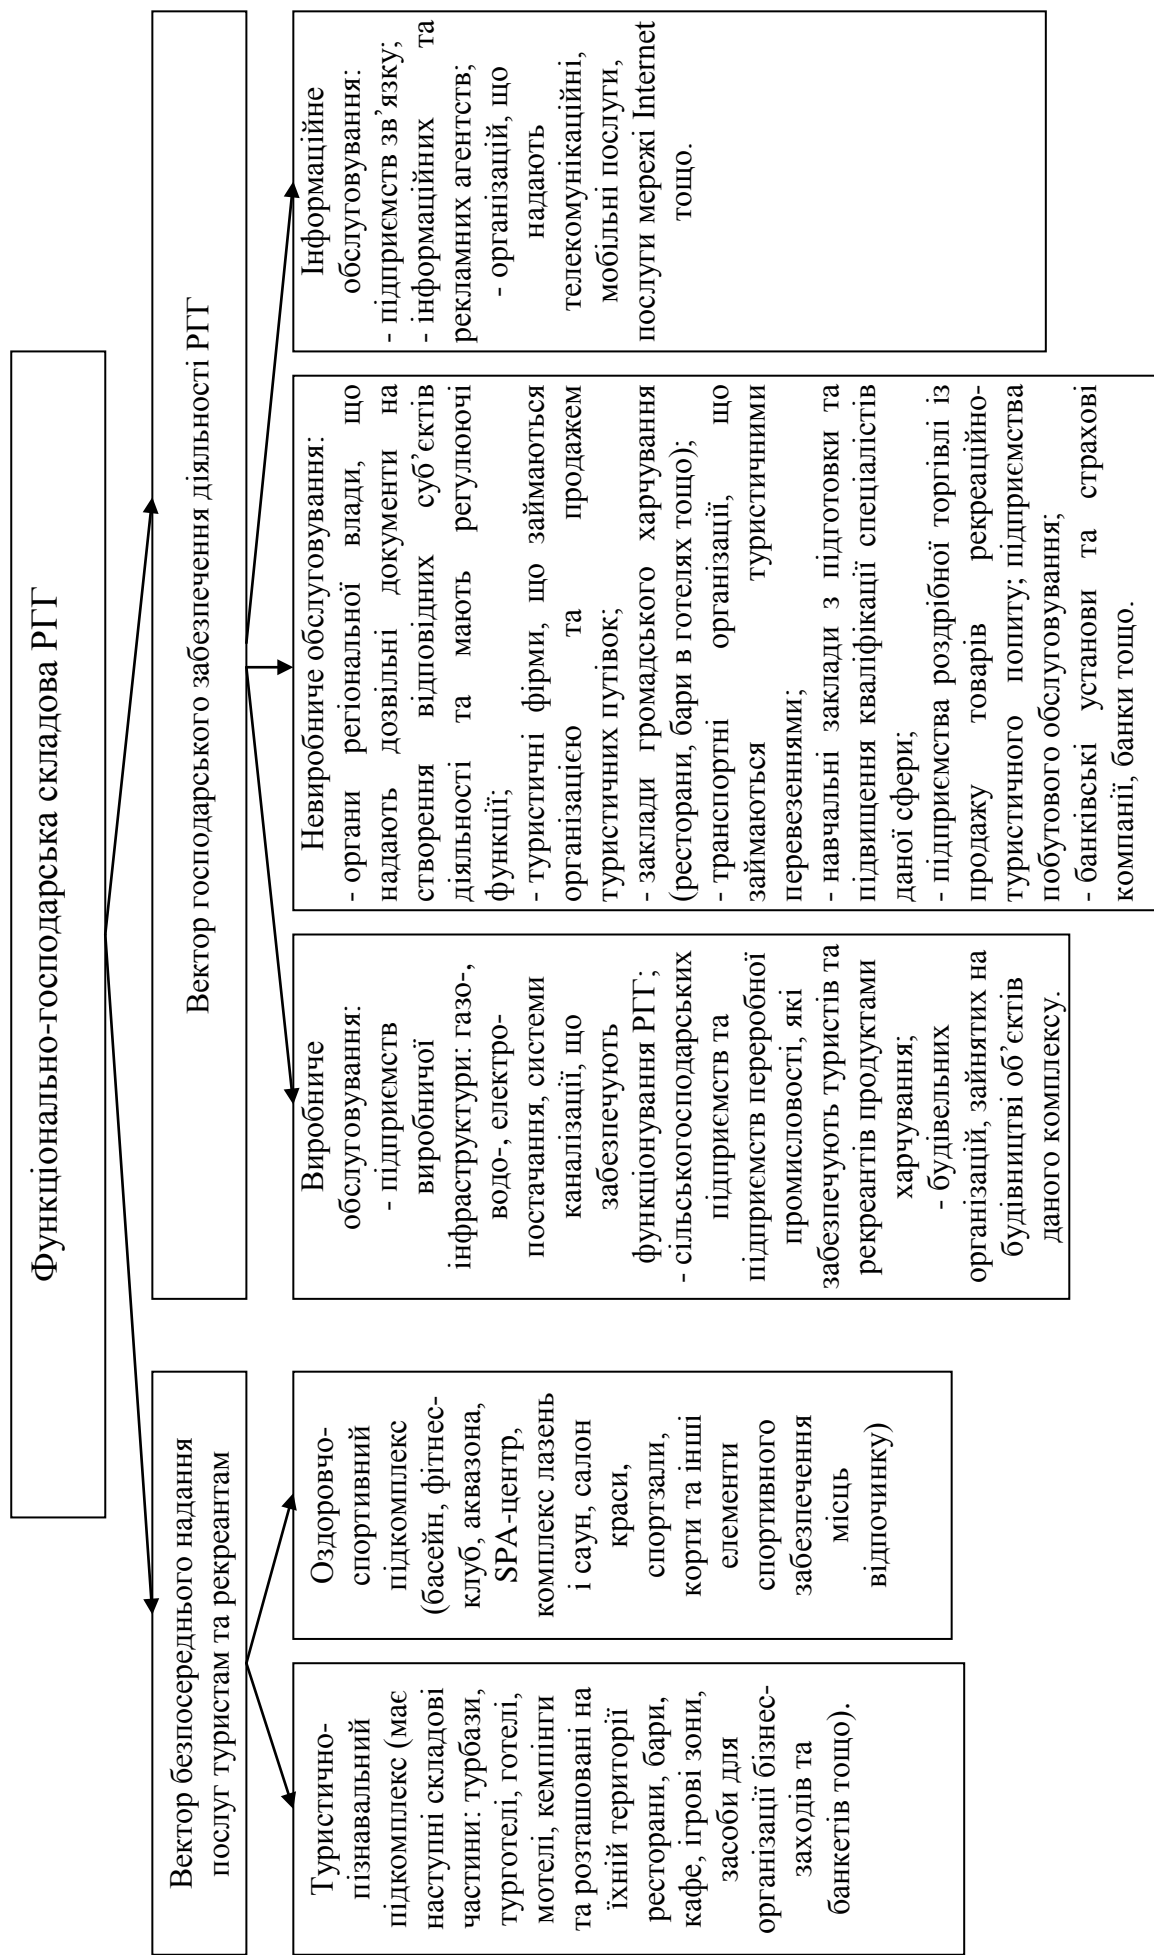 Функціонально-господарська складова РГГ
Вектор безпосереднього надання
послуг туристам та рекреантам
Вектор господарського забезпечення діяльності РГГ
Туристично-
пізнавальний
підкомплекс (має
наступні складові
частини: турбази,
турготелі, готелі,
мотелі, кемпінги
та розташовані на
їхній території
ресторани, бари,
кафе, ігрові зони,
засоби для
організації бізнес-
заходів та
банкетів тощо).
Оздоровчо-
спортивний
підкомплекс
(басейн, фітнес-
клуб, аквазона,
SPA-центр,
комплекс лазень
і саун, салон
краси,
спортзали,
корти та інші
елементи
спортивного
забезпечення
місць
відпочинку)
Виробниче
обслуговування:
- підприємств
виробничої
інфраструктури: газо-,
водо-, електро-
постачання, системи
каналізації, що
забезпечують
функціонування РГГ;
- сільськогосподарських
підприємств та
підприємств переробної
промисловості, які
забезпечують туристів та
рекреантів продуктами
харчування;
- будівельних
організацій, зайнятих на
будівництві об’єктів
даного комплексу.
Невиробниче обслуговування:
- органи регіональної влади, що
надають дозвільні документи на
створення відповідних суб’єктів
діяльності та мають регулюючі
функції;
- туристичні фірми, що займаються
організацією та продажем
туристичних путівок;
- заклади громадського харчування
(ресторани, бари в готелях тощо);
- транспортні організації, що
займаються туристичними
перевезеннями;
- навчальні заклади з підготовки та
підвищення кваліфікації спеціалістів
даної сфери;
- підприємства роздрібної торгівлі із
продажу товарів рекреаційно-
туристичного попиту; підприємства
побутового обслуговування;
- банківські установи та страхові
компанії, банки тощо.
Інформаційне
обслуговування:
- підприємств зв’язку;
- інформаційних та
рекламних агентств;
- організацій, що
надають
телекомунікаційні,
мобільні послуги,
послуги мережі Internet
тощо.